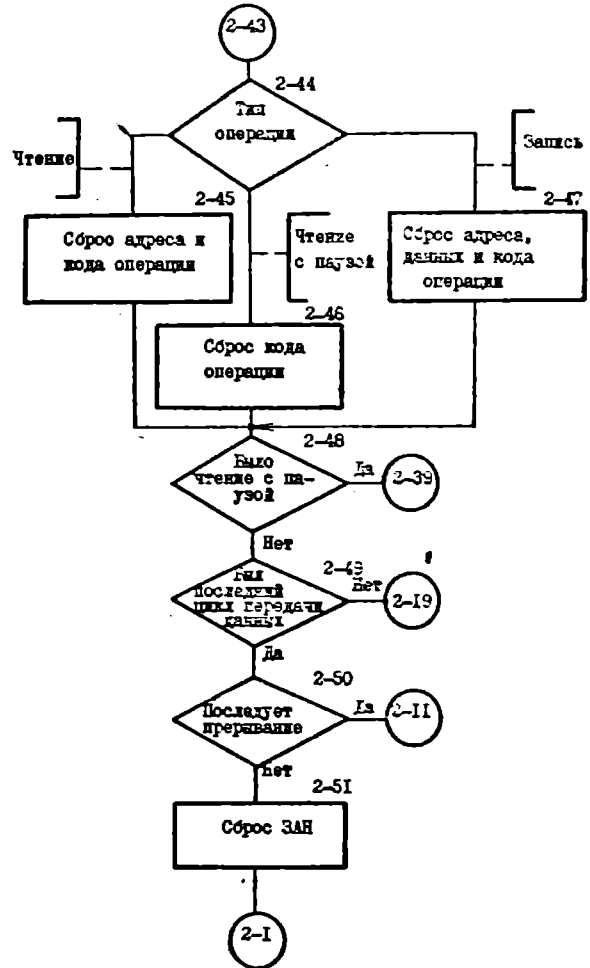 2-43
2-44
Тип
операции
Чтение
Запись
2-45
Сброс адреса и
кода операции
Чтение
с паузой
2-47
Сброс адреса,
данных и кода
операции
2-46
Сброс кода
операции
2-48
Было
чтение с па-
узой
Да
2-39
Нет
2-49
Был
последний
цикл передачи
данных
Нет
2-19
Да
2-50
Последует
прерывание
Да
2-11
Нет
2-51
Сброс ЗАН
2-1